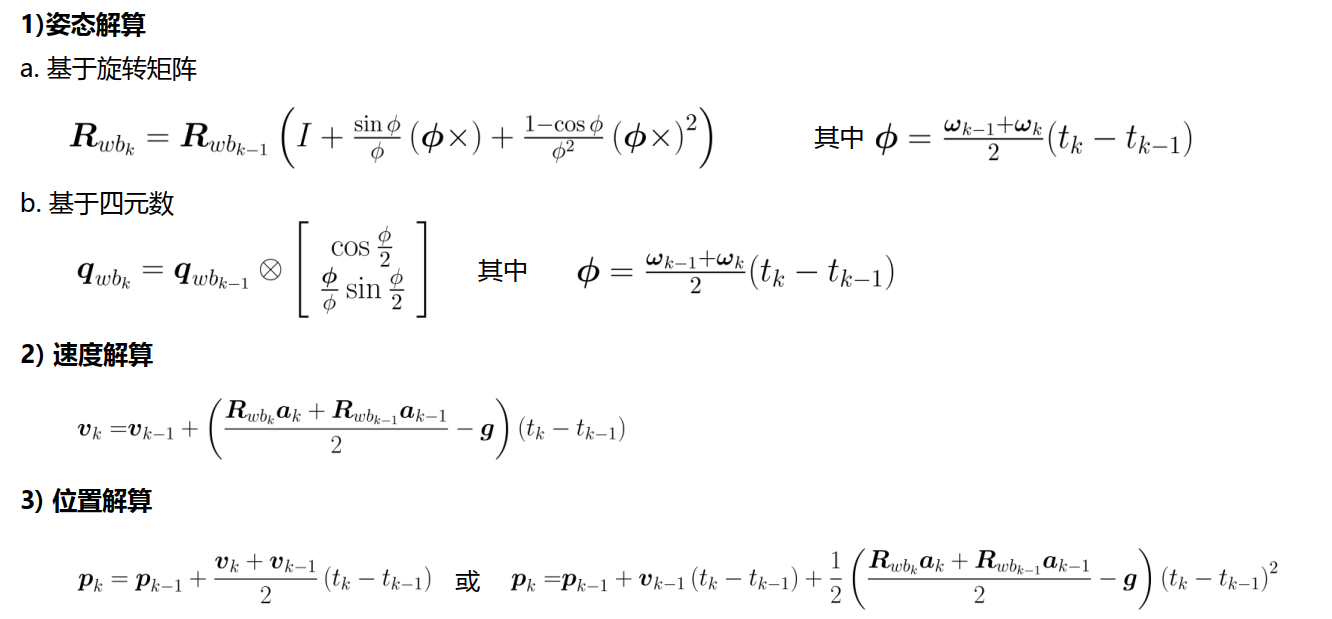 1)姿态解算
a. 基于旋转矩阵
$\boldsymbol{R}_{wb_k} = \boldsymbol{R}_{wb_{k-1}} \left( I + \frac{\sin \phi}{\phi} (\boldsymbol{\phi} \times) + \frac{1 - \cos \phi}{\phi^2} (\boldsymbol{\phi} \times)^2 \right)$ 其中 $\boldsymbol{\phi} = \frac{\boldsymbol{\omega}_{k-1} + \boldsymbol{\omega}_k}{2} (t_k - t_{k-1})$
b. 基于四元数
$\boldsymbol{q}_{wb_k} = \boldsymbol{q}_{wb_{k-1}} \otimes \begin{bmatrix} \cos \frac{\phi}{2} \\ \frac{\boldsymbol{\phi}}{\phi} \sin \frac{\phi}{2} \end{bmatrix}$ 其中 $\boldsymbol{\phi} = \frac{\boldsymbol{\omega}_{k-1} + \boldsymbol{\omega}_k}{2} (t_k - t_{k-1})$
2) 速度解算
$\boldsymbol{v}_k = \boldsymbol{v}_{k-1} + \left( \frac{\boldsymbol{R}_{wb_k} \boldsymbol{a}_k + \boldsymbol{R}_{wb_{k-1}} \boldsymbol{a}_{k-1}}{2} - \boldsymbol{g} \right) (t_k - t_{k-1})$
3) 位置解算
$\boldsymbol{p}_k = \boldsymbol{p}_{k-1} + \frac{\boldsymbol{v}_k + \boldsymbol{v}_{k-1}}{2} (t_k - t_{k-1})$ 或 $\boldsymbol{p}_k = \boldsymbol{p}_{k-1} + \boldsymbol{v}_{k-1} (t_k - t_{k-1}) + \frac{1}{2} \left( \frac{\boldsymbol{R}_{wb_k} \boldsymbol{a}_k + \boldsymbol{R}_{wb_{k-1}} \boldsymbol{a}_{k-1}}{2} - \boldsymbol{g} \right) (t_k - t_{k-1})^2$